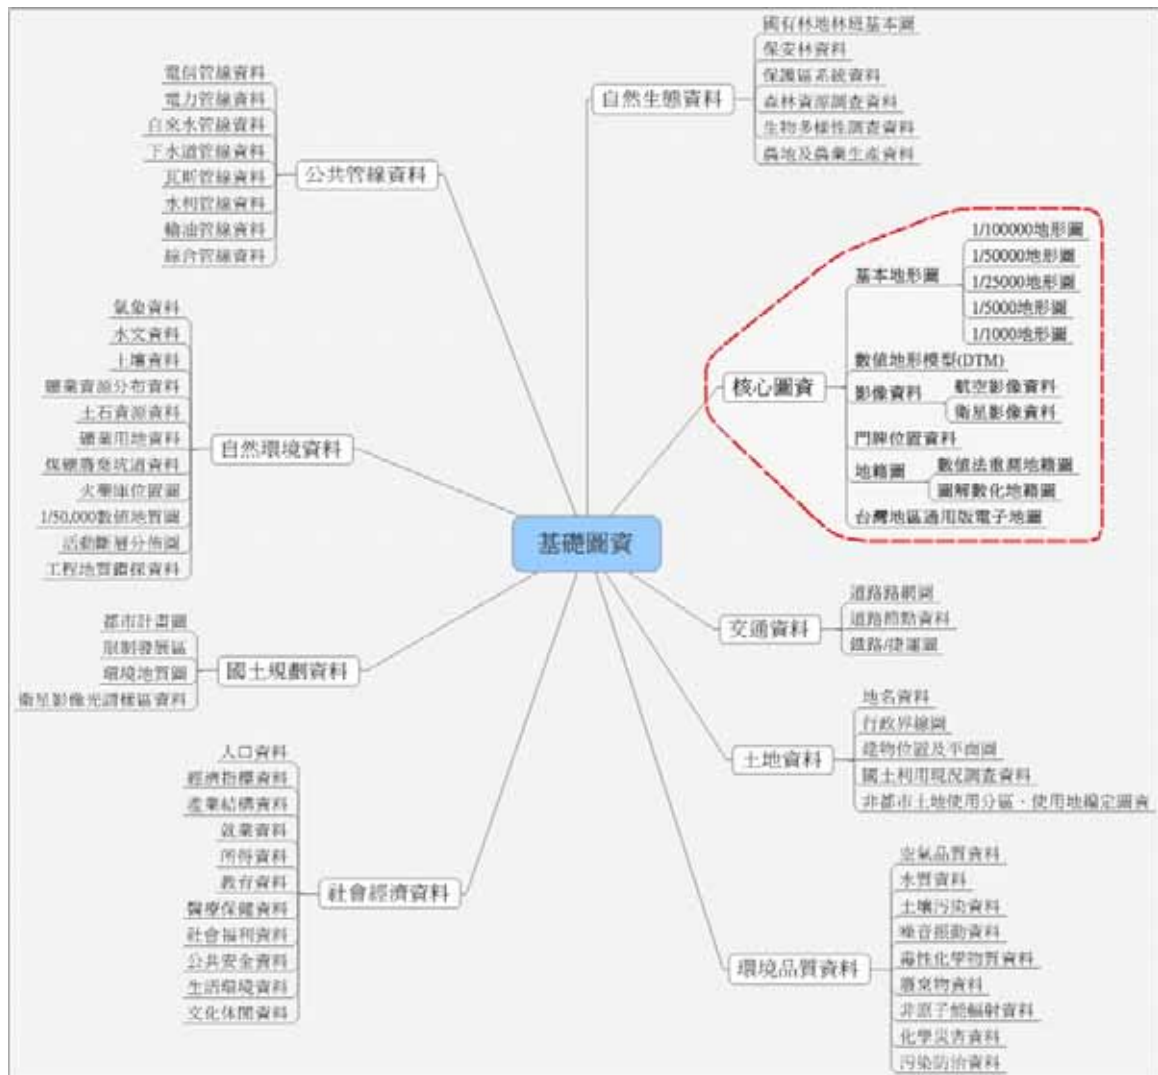 基礎圖資
自然生態資料
國有林地林班基本圖
保安林資料
保護區系統資料
森林資源調查資料
生物多樣性調查資料
農地及農業生產資料
核心圖資
基本地形圖
1/100000地形圖
1/50000地形圖
1/25000地形圖
1/5000地形圖
1/1000地形圖
數值地形模型(DTM)
影像資料
航空影像資料
衛星影像資料
門牌位置資料
地籍圖
數值法重測地籍圖
圖解數化地籍圖
台灣地區通用版電子地圖
交通資料
道路路網圖
道路節點資料
鐵路/捷運圖
土地資料
地名資料
行政界線圖
建物位置及平面圖
國土利用現況調查資料
非都市土地使用分區、使用地編定圖資
環境品質資料
空氣品質資料
水質資料
土壤污染資料
噪音振動資料
毒性化學物質資料
廢棄物資料
非原子能輻射資料
化學災害資料
污染防治資料
公共管線資料
電信管線資料
電力管線資料
自來水管線資料
下水道管線資料
瓦斯管線資料
水利管線資料
輸油管線資料
綜合管線資料
自然環境資料
氣象資料
水文資料
土壤資料
礦業資源分布資料
土石資源資料
礦業用地資料
煤礦廢棄坑道資料
火藥庫位置圖
1/50,000數值地質圖
活動斷層分佈圖
工程地質鑽探資料
國土規劃資料
都市計畫圖
限制發展區
環境地質圖
衛星影像光譜樣區資料
社會經濟資料
人口資料
經濟指標資料
產業結構資料
就業資料
所得資料
教育資料
醫療保健資料
社會福利資料
公共安全資料
生活環境資料
文化休閒資料